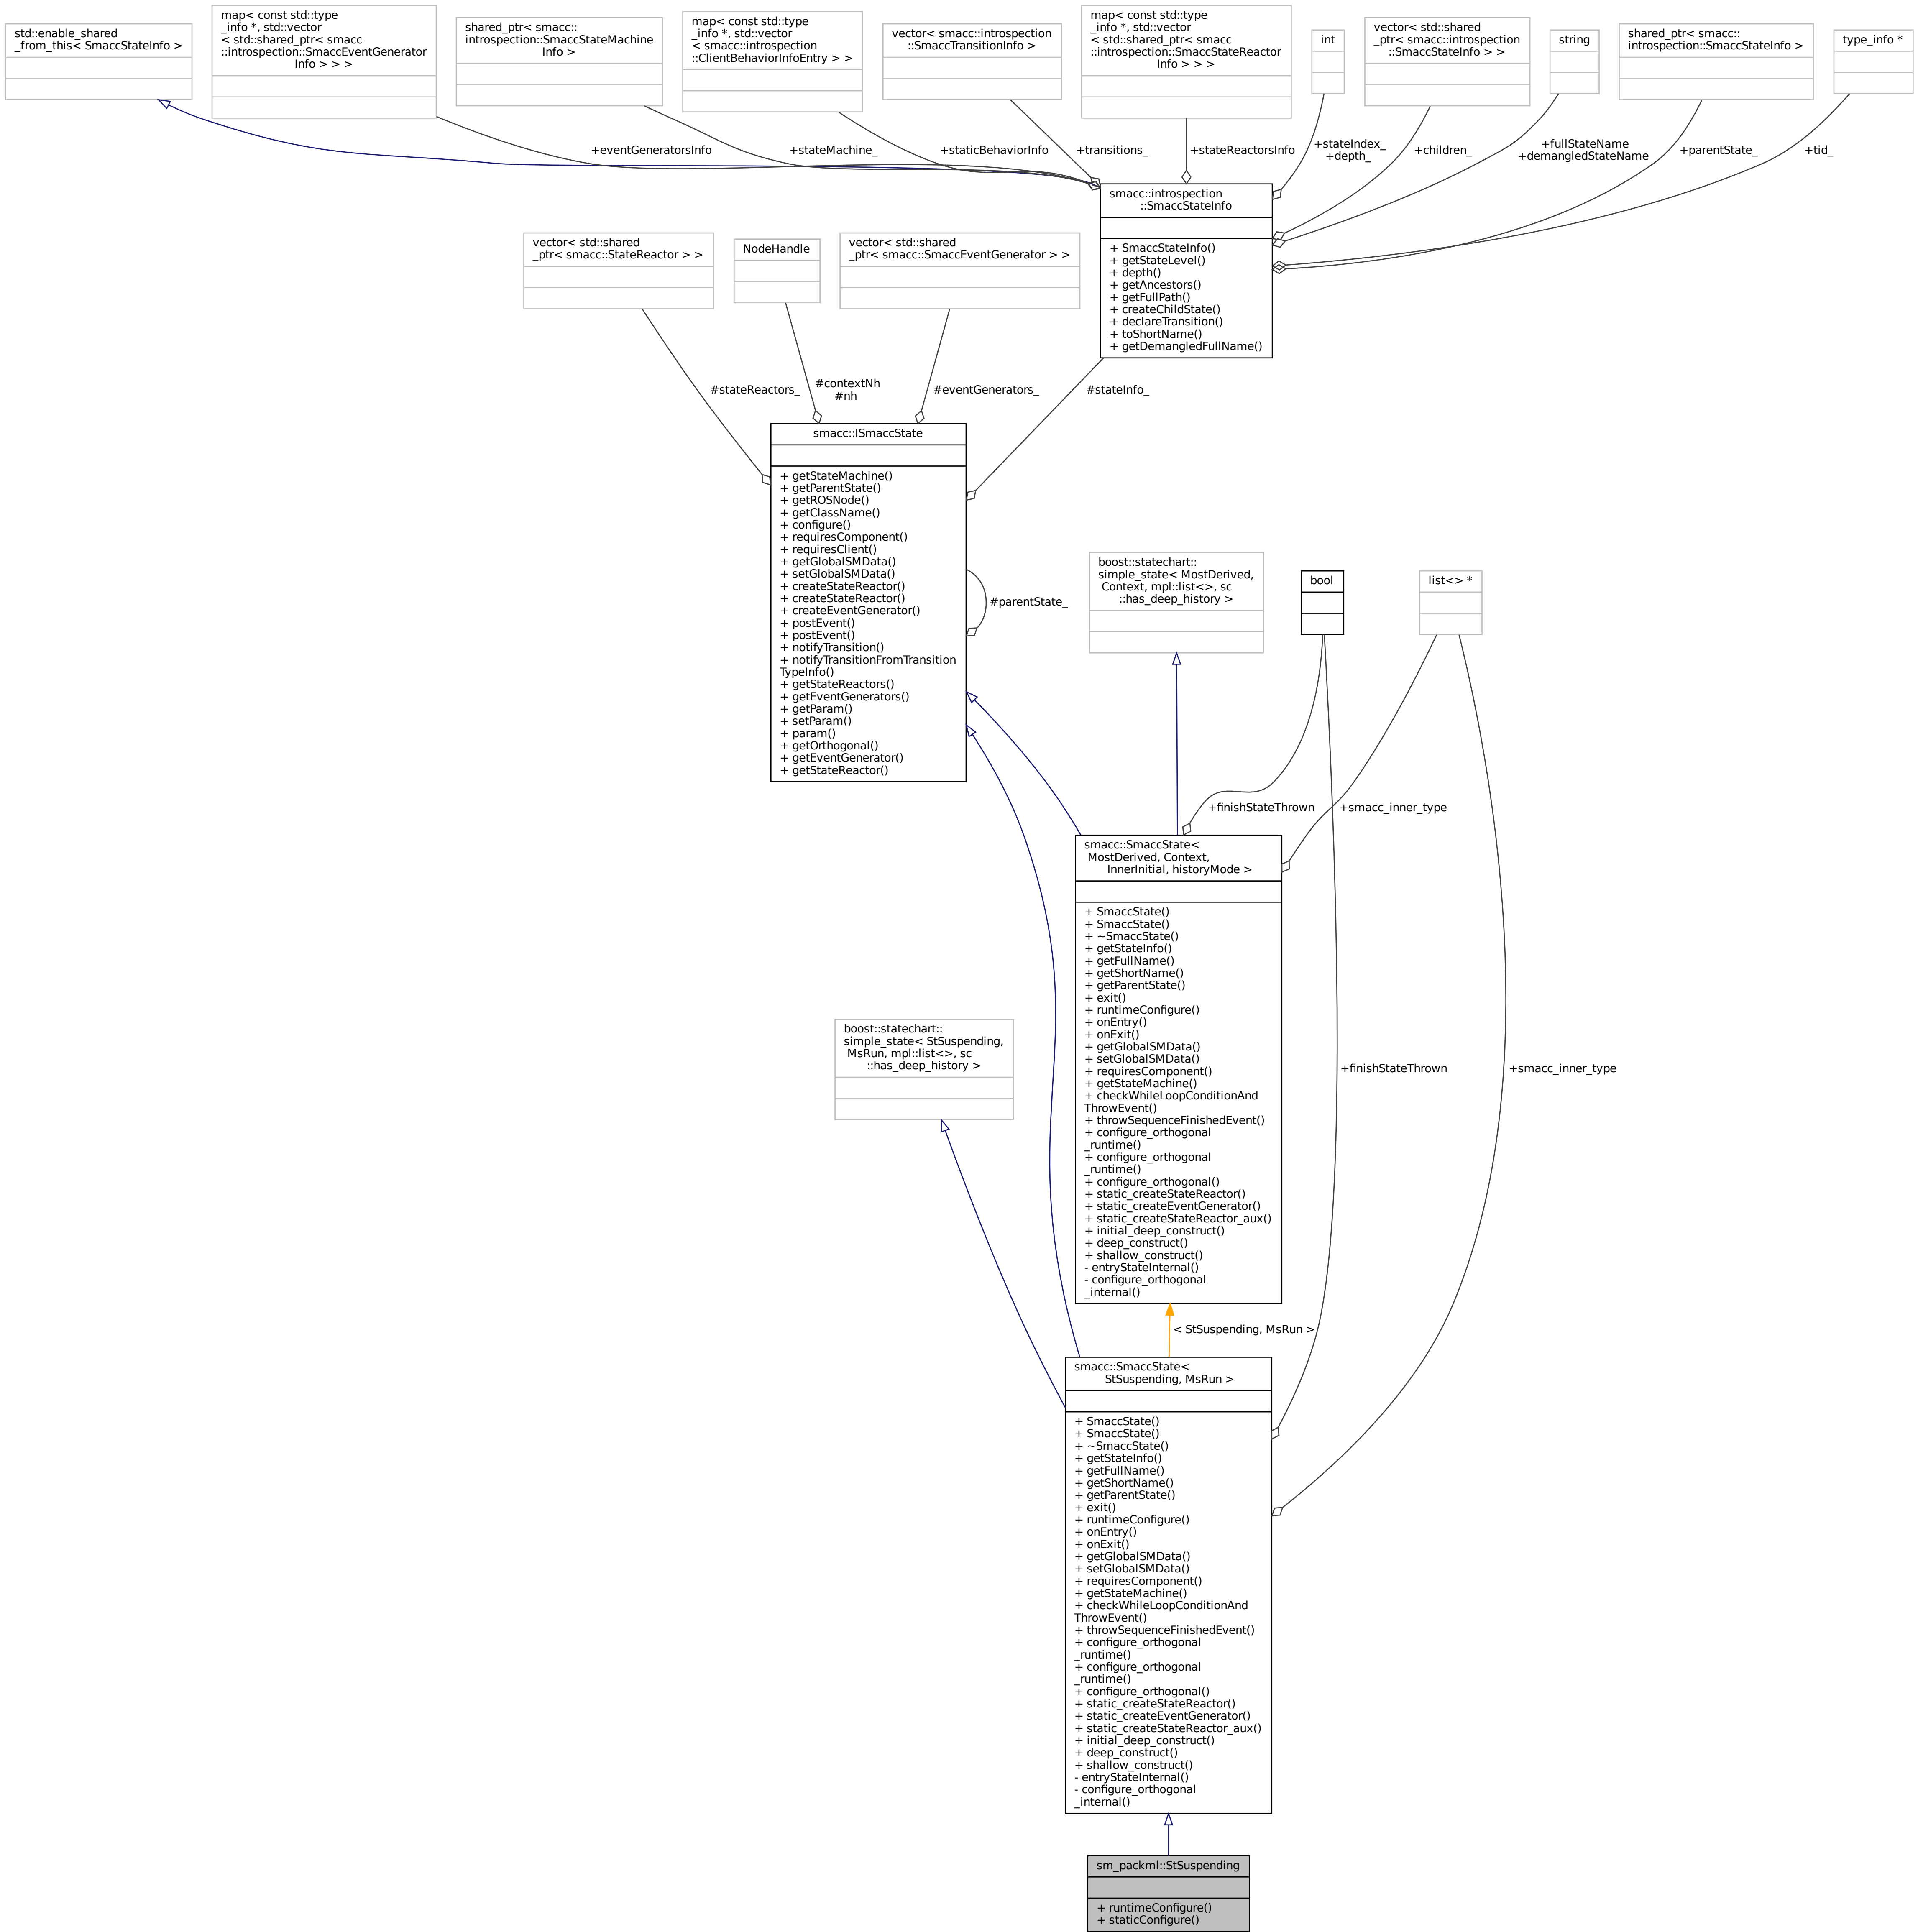 std::enable_shared
_from_this< SmaccStateInfo >
map< const std::type
_info *, std::vector
< std::shared_ptr< smacc
::introspection::SmaccEventGenerator
Info > > >
shared_ptr< smacc::
introspection::SmaccStateMachine
Info >
map< const std::type
_info *, std::vector
< smacc::introspection
::ClientBehaviorInfoEntry > >
vector< smacc::introspection
::SmaccTransitionInfo >
map< const std::type
_info *, std::vector
< std::shared_ptr< smacc
::introspection::SmaccStateReactor
Info > > >
int
vector< std::shared
_ptr< smacc::introspection
::SmaccStateInfo > >
string
shared_ptr< smacc::
introspection::SmaccStateInfo >
type_info *
+eventGeneratorsInfo
+stateMachine_
+staticBehaviorInfo
+transitions_
+stateReactorsInfo
+stateIndex_
+depth_
+children_
+fullStateName
+demangledStateName
+parentState_
+tid_
smacc::introspection
::SmaccStateInfo
+ SmaccStateInfo()
+ getStateLevel()
+ depth()
+ getAncestors()
+ getFullPath()
+ createChildState()
+ declareTransition()
+ toShortName()
+ getDemangledFullName()
vector< std::shared
_ptr< smacc::StateReactor > >
NodeHandle
vector< std::shared
_ptr< smacc::SmaccEventGenerator > >
#stateReactors_
#contextNh
#nh
#eventGenerators_
#stateInfo_
smacc::ISmaccState
+ getStateMachine()
+ getParentState()
+ getROSNode()
+ getClassName()
+ configure()
+ requiresComponent()
+ requiresClient()
+ getGlobalSMData()
+ setGlobalSMData()
+ createStateReactor()
+ createStateReactor()
+ createEventGenerator()
+ postEvent()
+ postEvent()
+ notifyTransition()
+ notifyTransitionFromTransition
TypeInfo()
+ getStateReactors()
+ getEventGenerators()
+ getParam()
+ setParam()
+ param()
+ getOrthogonal()
+ getEventGenerator()
+ getStateReactor()
#parentState_
boost::statechart::
simple_state< MostDerived,
Context, mpl::list<>, sc
::has_deep_history >
bool
list<> *
+finishStateThrown
+smacc_inner_type
smacc::SmaccState<
MostDerived, Context,
InnerInitial, historyMode >
+ SmaccState()
+ SmaccState()
+ ~SmaccState()
+ getStateInfo()
+ getFullName()
+ getShortName()
+ getParentState()
+ exit()
+ runtimeConfigure()
+ onEntry()
+ onExit()
+ getGlobalSMData()
+ setGlobalSMData()
+ requiresComponent()
+ getStateMachine()
+ checkWhileLoopConditionAnd
ThrowEvent()
+ throwSequenceFinishedEvent()
+ configure_orthogonal
_runtime()
+ configure_orthogonal
_runtime()
+ configure_orthogonal()
+ static_createStateReactor()
+ static_createEventGenerator()
+ static_createStateReactor_aux()
+ initial_deep_construct()
+ deep_construct()
+ shallow_construct()
- entryStateInternal()
- configure_orthogonal
_internal()
boost::statechart::
simple_state< StSuspending,
MsRun, mpl::list<>, sc
::has_deep_history >
+finishStateThrown
+smacc_inner_type
< StSuspending, MsRun >
smacc::SmaccState<
StSuspending, MsRun >
+ SmaccState()
+ SmaccState()
+ ~SmaccState()
+ getStateInfo()
+ getFullName()
+ getShortName()
+ getParentState()
+ exit()
+ runtimeConfigure()
+ onEntry()
+ onExit()
+ getGlobalSMData()
+ setGlobalSMData()
+ requiresComponent()
+ getStateMachine()
+ checkWhileLoopConditionAnd
ThrowEvent()
+ throwSequenceFinishedEvent()
+ configure_orthogonal
_runtime()
+ configure_orthogonal
_runtime()
+ configure_orthogonal()
+ static_createStateReactor()
+ static_createEventGenerator()
+ static_createStateReactor_aux()
+ initial_deep_construct()
+ deep_construct()
+ shallow_construct()
- entryStateInternal()
- configure_orthogonal
_internal()
sm_packml::StSuspending
+ runtimeConfigure()
+ staticConfigure()